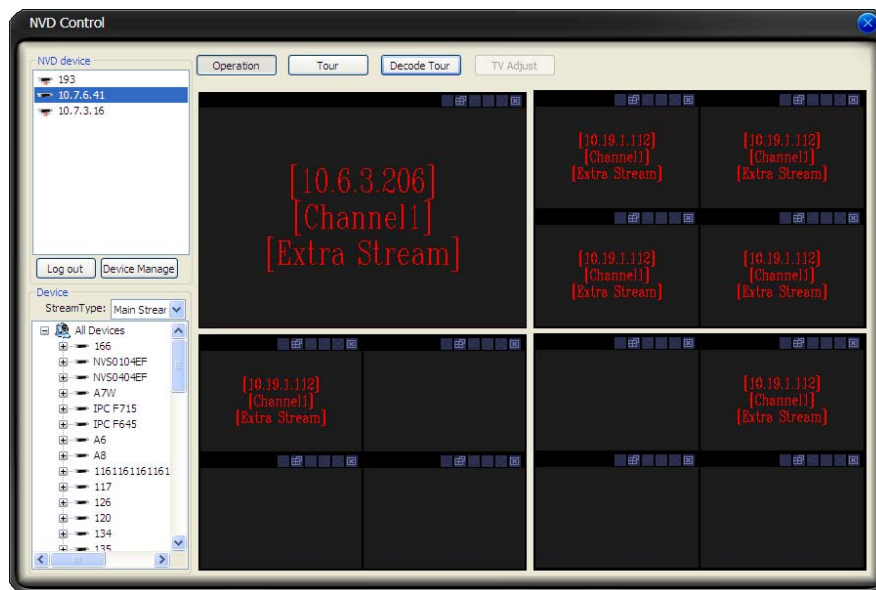 NVD Control
NVD device
193
10.7.6.41
10.7.3.16
Log out
Device Manage
Device
StreamType:
Main Strear
All Devices
166
NVS0104EF
NVS0404EF
A7W
IPC F715
IPC F645
A6
A8
1161161161161
117
126
120
134
135
Operation
Tour
Decode Tour
TV Adjust
[10.6.3.206]
[Channel1]
[Extra Stream]
[10.19.1.112]
[Channel1]
[Extra Stream]
[10.19.1.112]
[Channel1]
[Extra Stream]
[10.19.1.112]
[Channel1]
[Extra Stream]
[10.19.1.112]
[Channel1]
[Extra Stream]
[10.19.1.112]
[Channel1]
[Extra Stream]
[10.19.1.112]
[Channel1]
[Extra Stream]